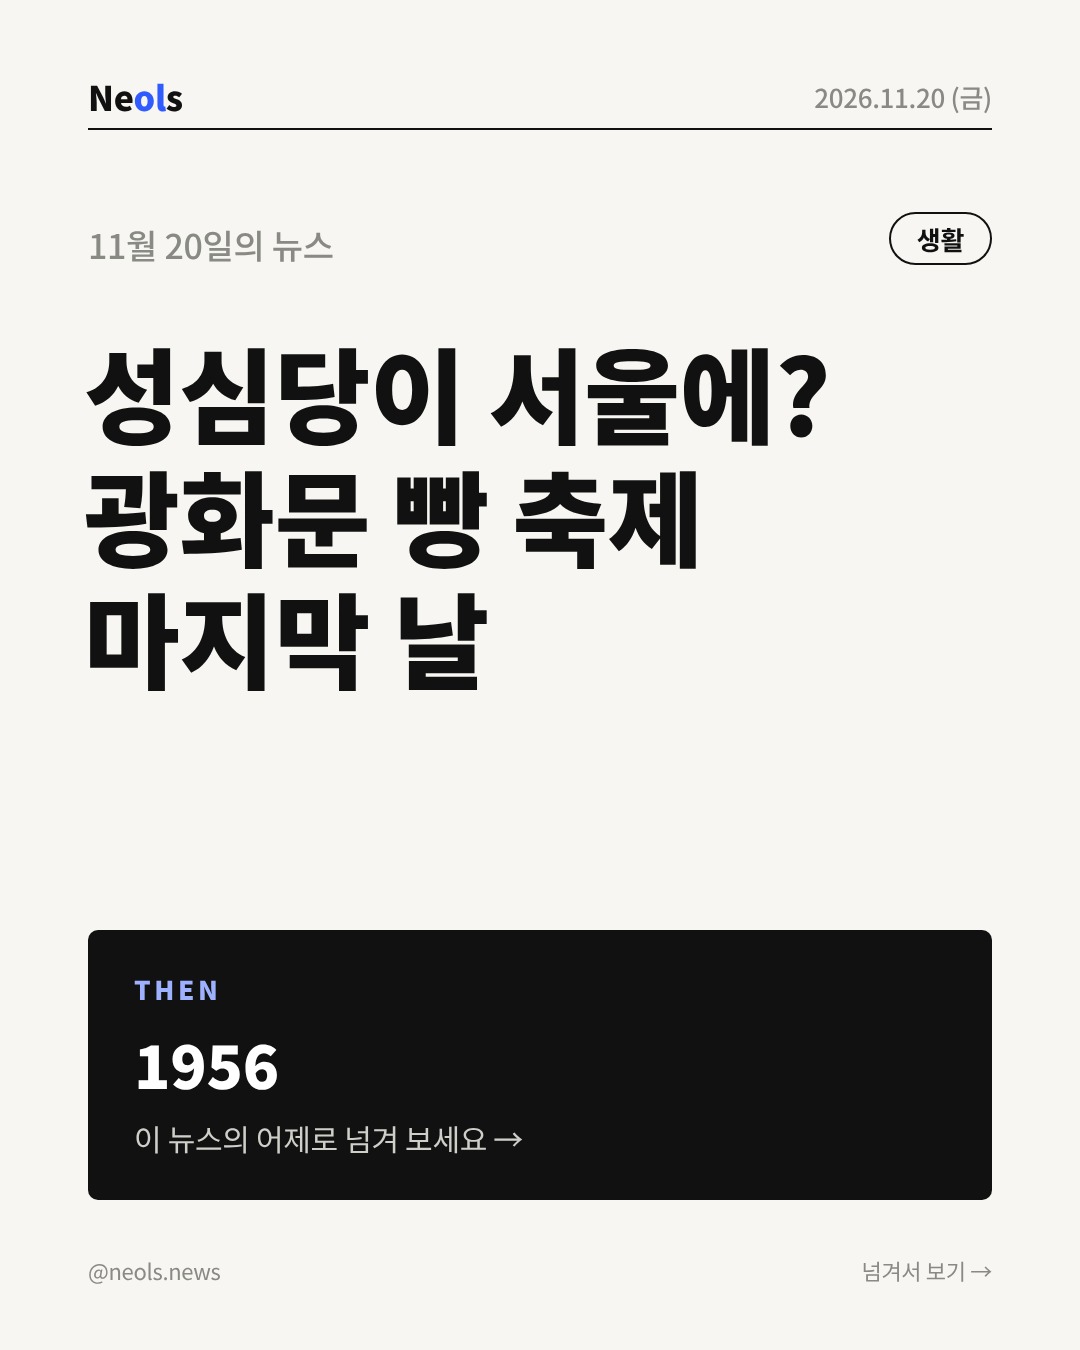 Neols
2026.11.20 (금)
11월 20일의 뉴스
생활
성심당이 서울에?
광화문 빵 축제
마지막 날
THEN
1956
이 뉴스의 어제로 넘겨 보세요 →
@neols.news
넘겨서 보기 →